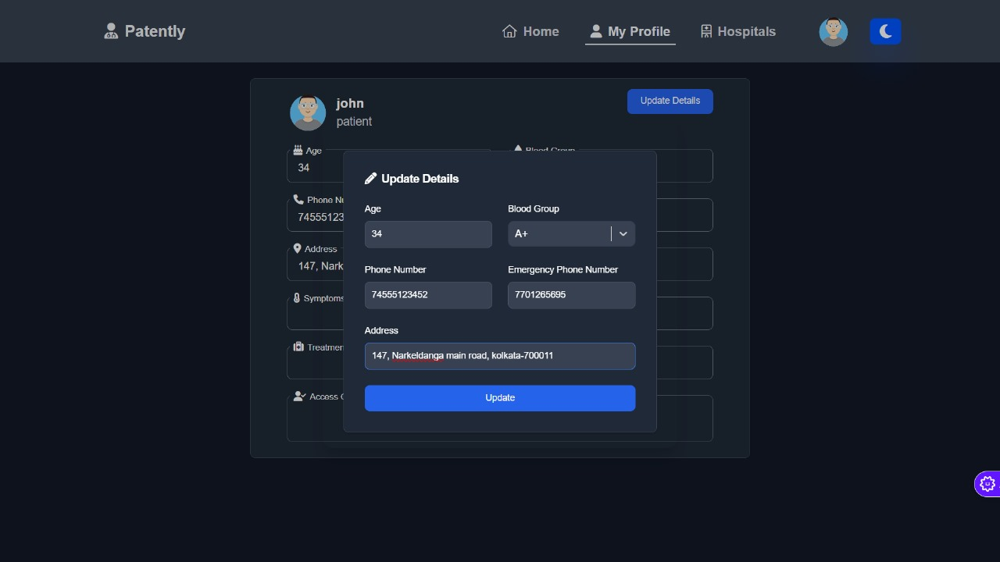 Patently
Home
My Profile
Hospitals
john
patient
Update Details
Age
34
Blood Group
Phone
74555123
Address
147, Nark
Symptoms
Treatmen
Access
Update Details
Age
Blood Group
34
A+
Phone Number
Emergency Phone Number
74555123452
7701265695
Address
147, Narkeldanga main road, kolkata-700011
Update